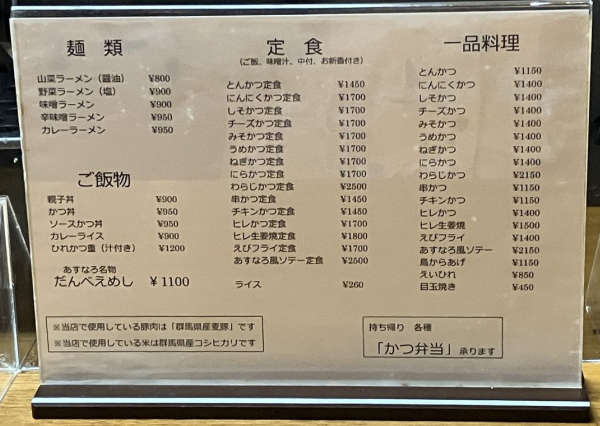 麺 類
山菜ラーメン（醤油） ¥800
野菜ラーメン（塩） ¥900
味噌ラーメン ¥900
辛味噌ラーメン ¥950
カレーラーメン ¥950
ご飯物
親子丼 ¥900
かつ丼 ¥950
ソースかつ丼 ¥950
カレーライス ¥900
ひれかつ重（汁付き） ¥1200
あすなろ名物
だんべえめし ¥1100
定 食
（ご飯、味噌汁、中付、お新香付き）
とんかつ定食 ¥1450
にんにくかつ定食 ¥1700
しそかつ定食 ¥1700
チーズかつ定食 ¥1700
みそかつ定食 ¥1700
うめかつ定食 ¥1700
ねぎかつ定食 ¥1700
にらかつ定食 ¥1700
わらじかつ定食 ¥2500
串かつ定食 ¥1450
チキンかつ定食 ¥1450
ヒレかつ定食 ¥1700
ヒレ生姜焼定食 ¥1800
えびフライ定食 ¥1700
あすなろ風ソテー定食 ¥2500
ライス ¥260
一品料理
とんかつ ¥1150
にんにくかつ ¥1400
しそかつ ¥1400
チーズかつ ¥1400
みそかつ ¥1400
うめかつ ¥1400
ねぎかつ ¥1400
にらかつ ¥1400
わらじかつ ¥2150
串かつ ¥1150
チキンかつ ¥1150
ヒレかつ ¥1400
ヒレ生姜焼 ¥1500
えびフライ ¥1400
あすなろ風ソテー ¥2150
鳥からあげ ¥1150
えいひれ ¥850
目玉焼き ¥450
※当店で使用している豚肉は「群馬県産麦豚」です
※当店で使用している米は群馬県産コシヒカリです
持ち帰り 各種
「かつ弁当」承ります